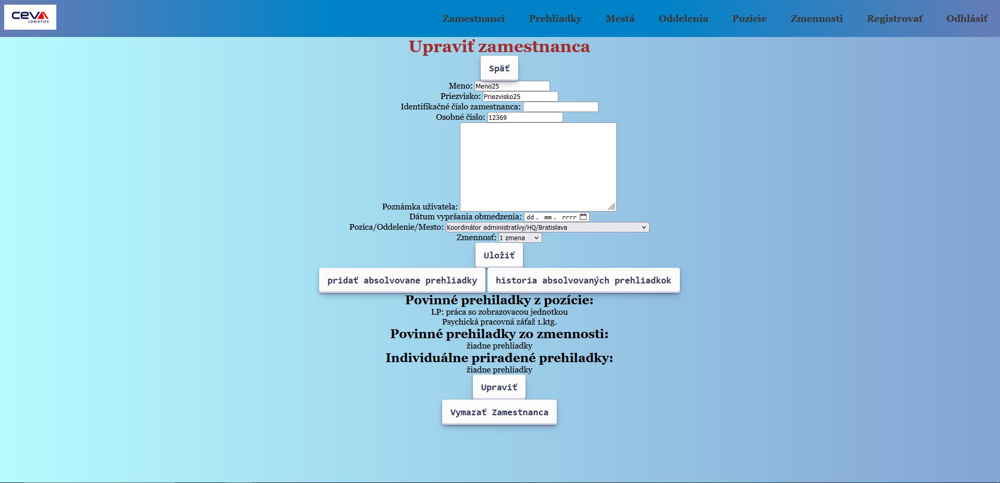 CEVA
LOGISTICS
Zamestnanci Prehliadky Mestá Oddelenia Pozície Zmennosti Registrovať Odhlásiť
Upraviť zamestnanca
Späť
Meno: Meno25
Priezvisko: Priezvisko25
Identifikačné číslo zamestnanca:
Osobné číslo: 12369
Poznámka uživatela:
Dátum vypršania obmedzenia: dd. mm. rrrr
Pozíca/Oddelenie/Mesto: Koordinátor administratívy/HQ/Bratislava
Zmennosť: 1 zmena
Uložiť
pridať absolvovane prehliadky historia absolvovaných prehliadkok
Povinné prehiladky z pozície:
LP: práca so zobrazovacou jednotkou
Psychická pracovná záťaž 1.ktg.
Povinné prehiladky zo zmennosti:
žiadne prehliadky
Individuálne priradené prehiladky:
žiadne prehliadky
Upraviť
Vymazať Zamestnanca